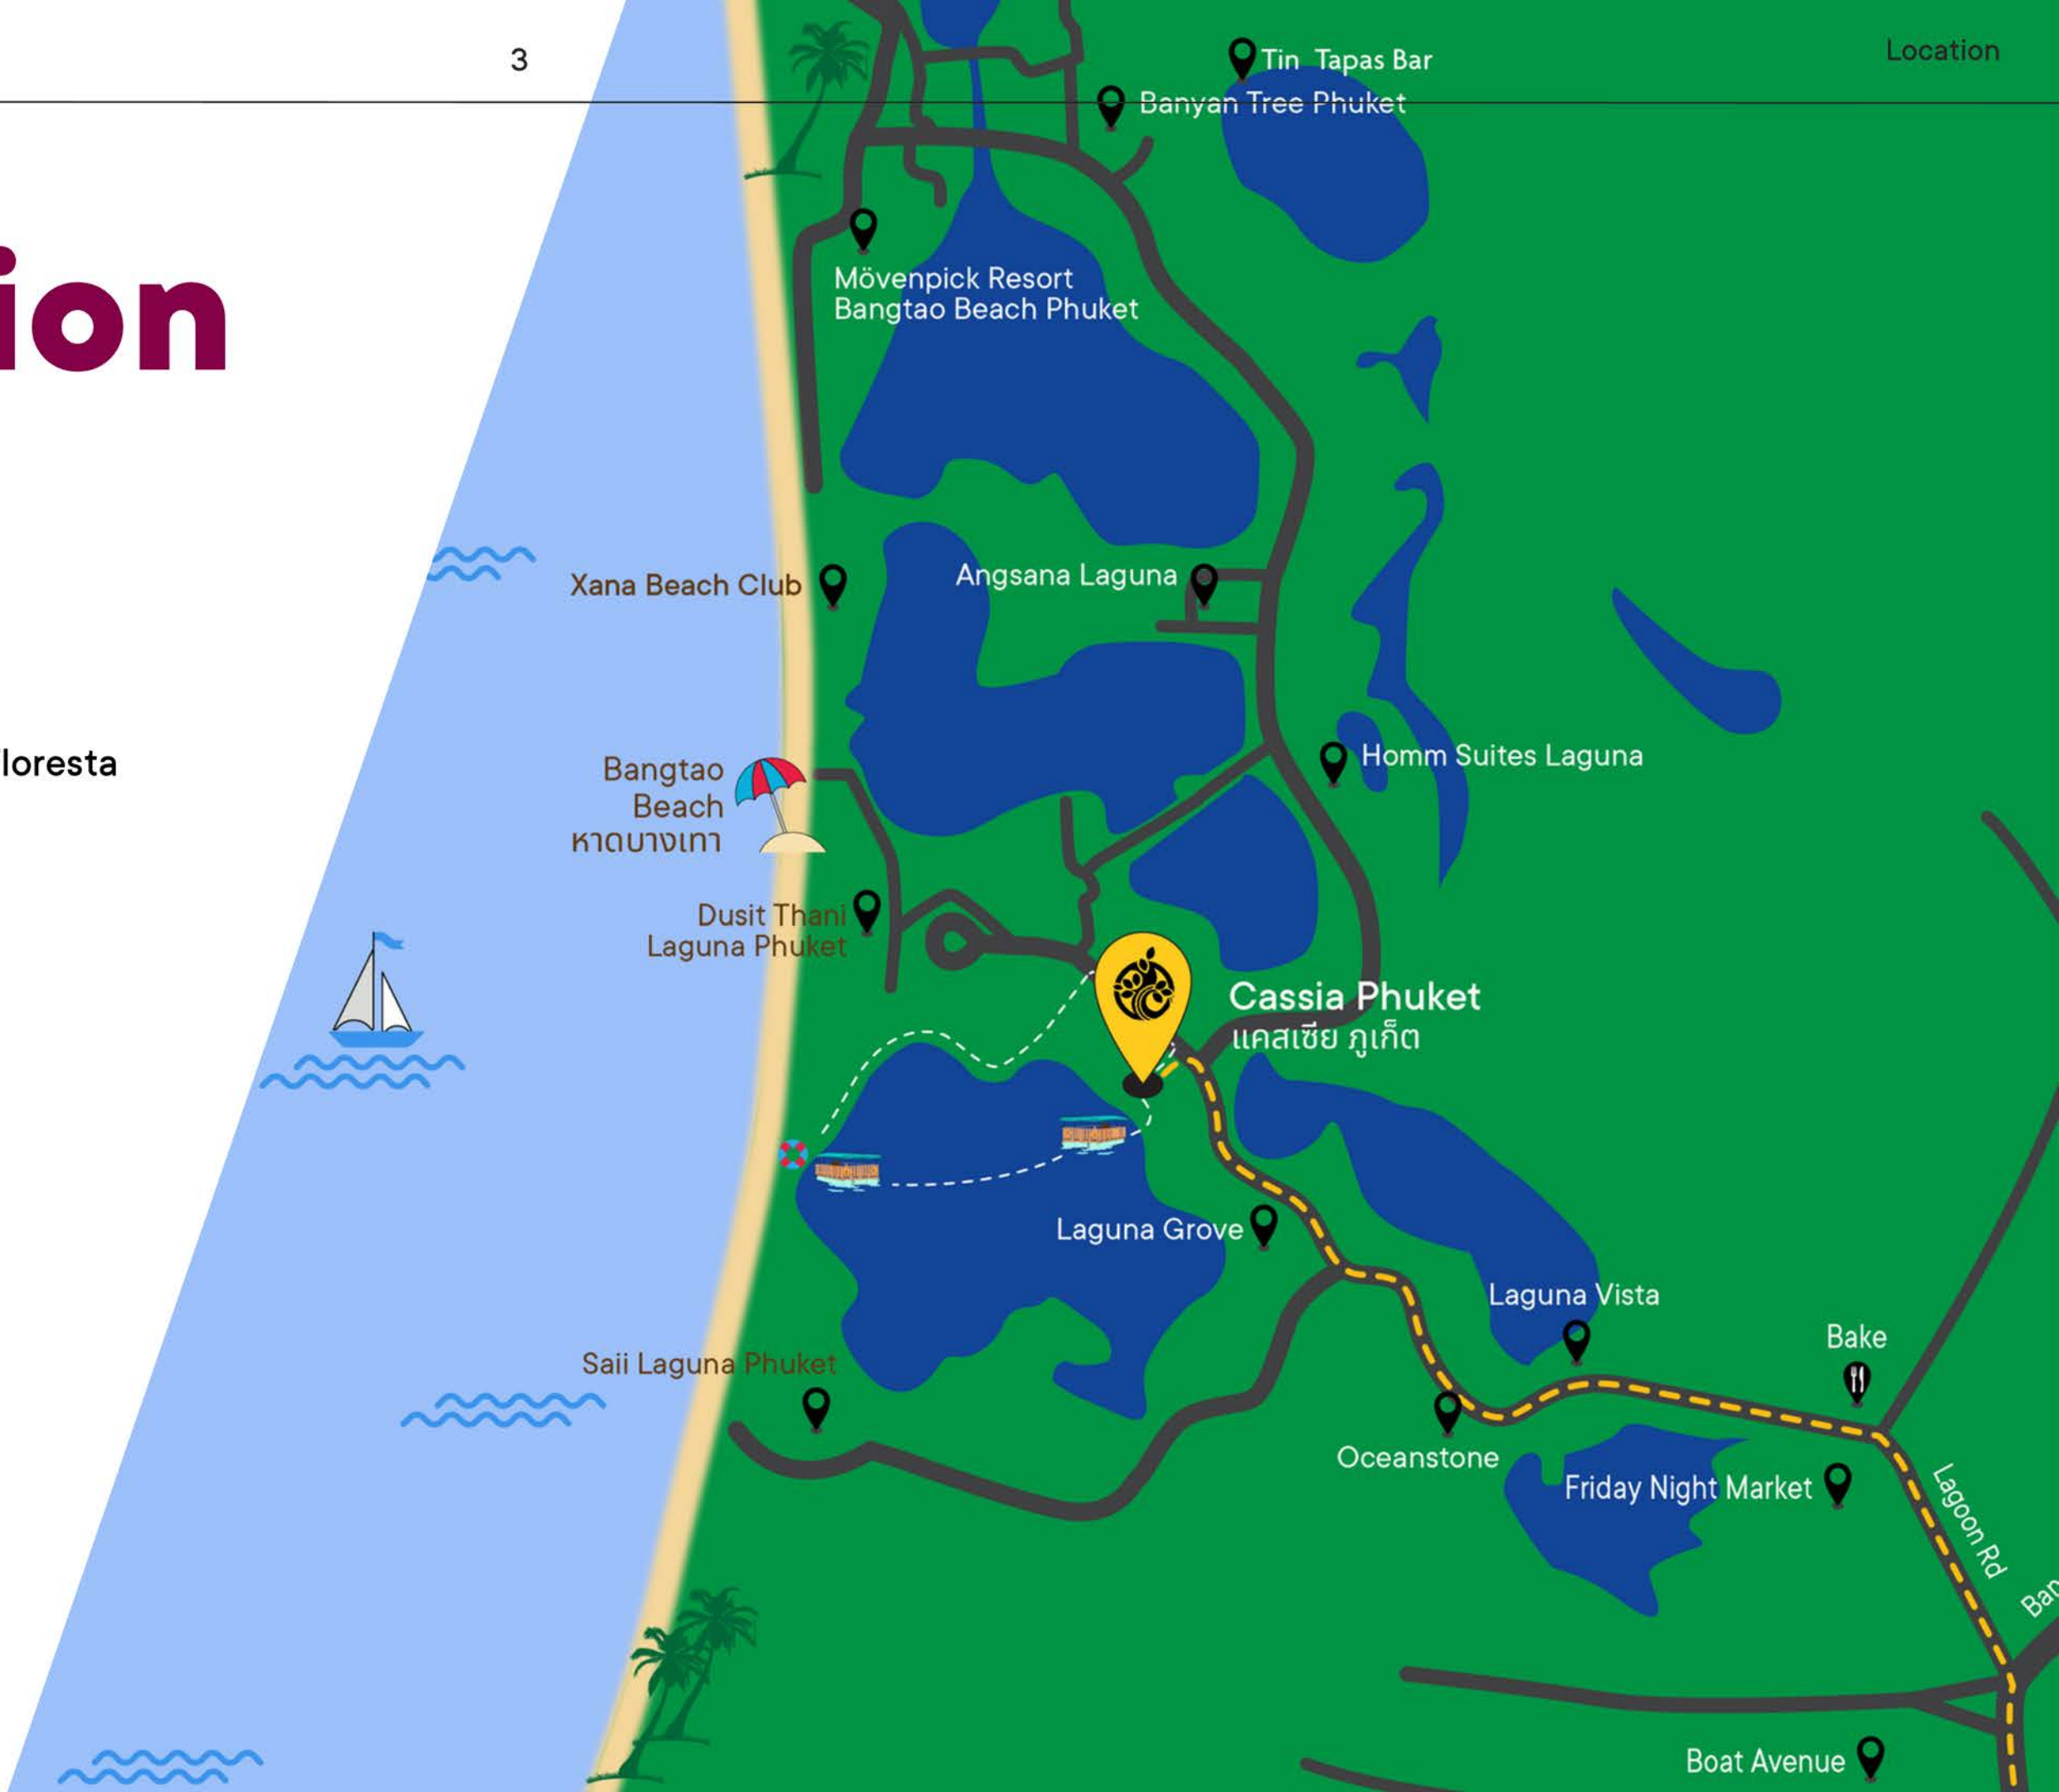 3
Location
ion
loresta
Tin Tapas Bar
Banyan Tree Phuket
Mövenpick Resort
Bangtao Beach Phuket
Xana Beach Club
Angsana Laguna
Bangtao
Beach
หาดบางเทา
Homm Suites Laguna
Dusit Thani
Laguna Phuket
Cassia Phuket
แคสเซีย ภูเก็ต
Laguna Grove
Laguna Vista
Bake
Saii Laguna Phuket
Oceanstone
Friday Night Market
Lagoon Rd
Ban
Boat Avenue